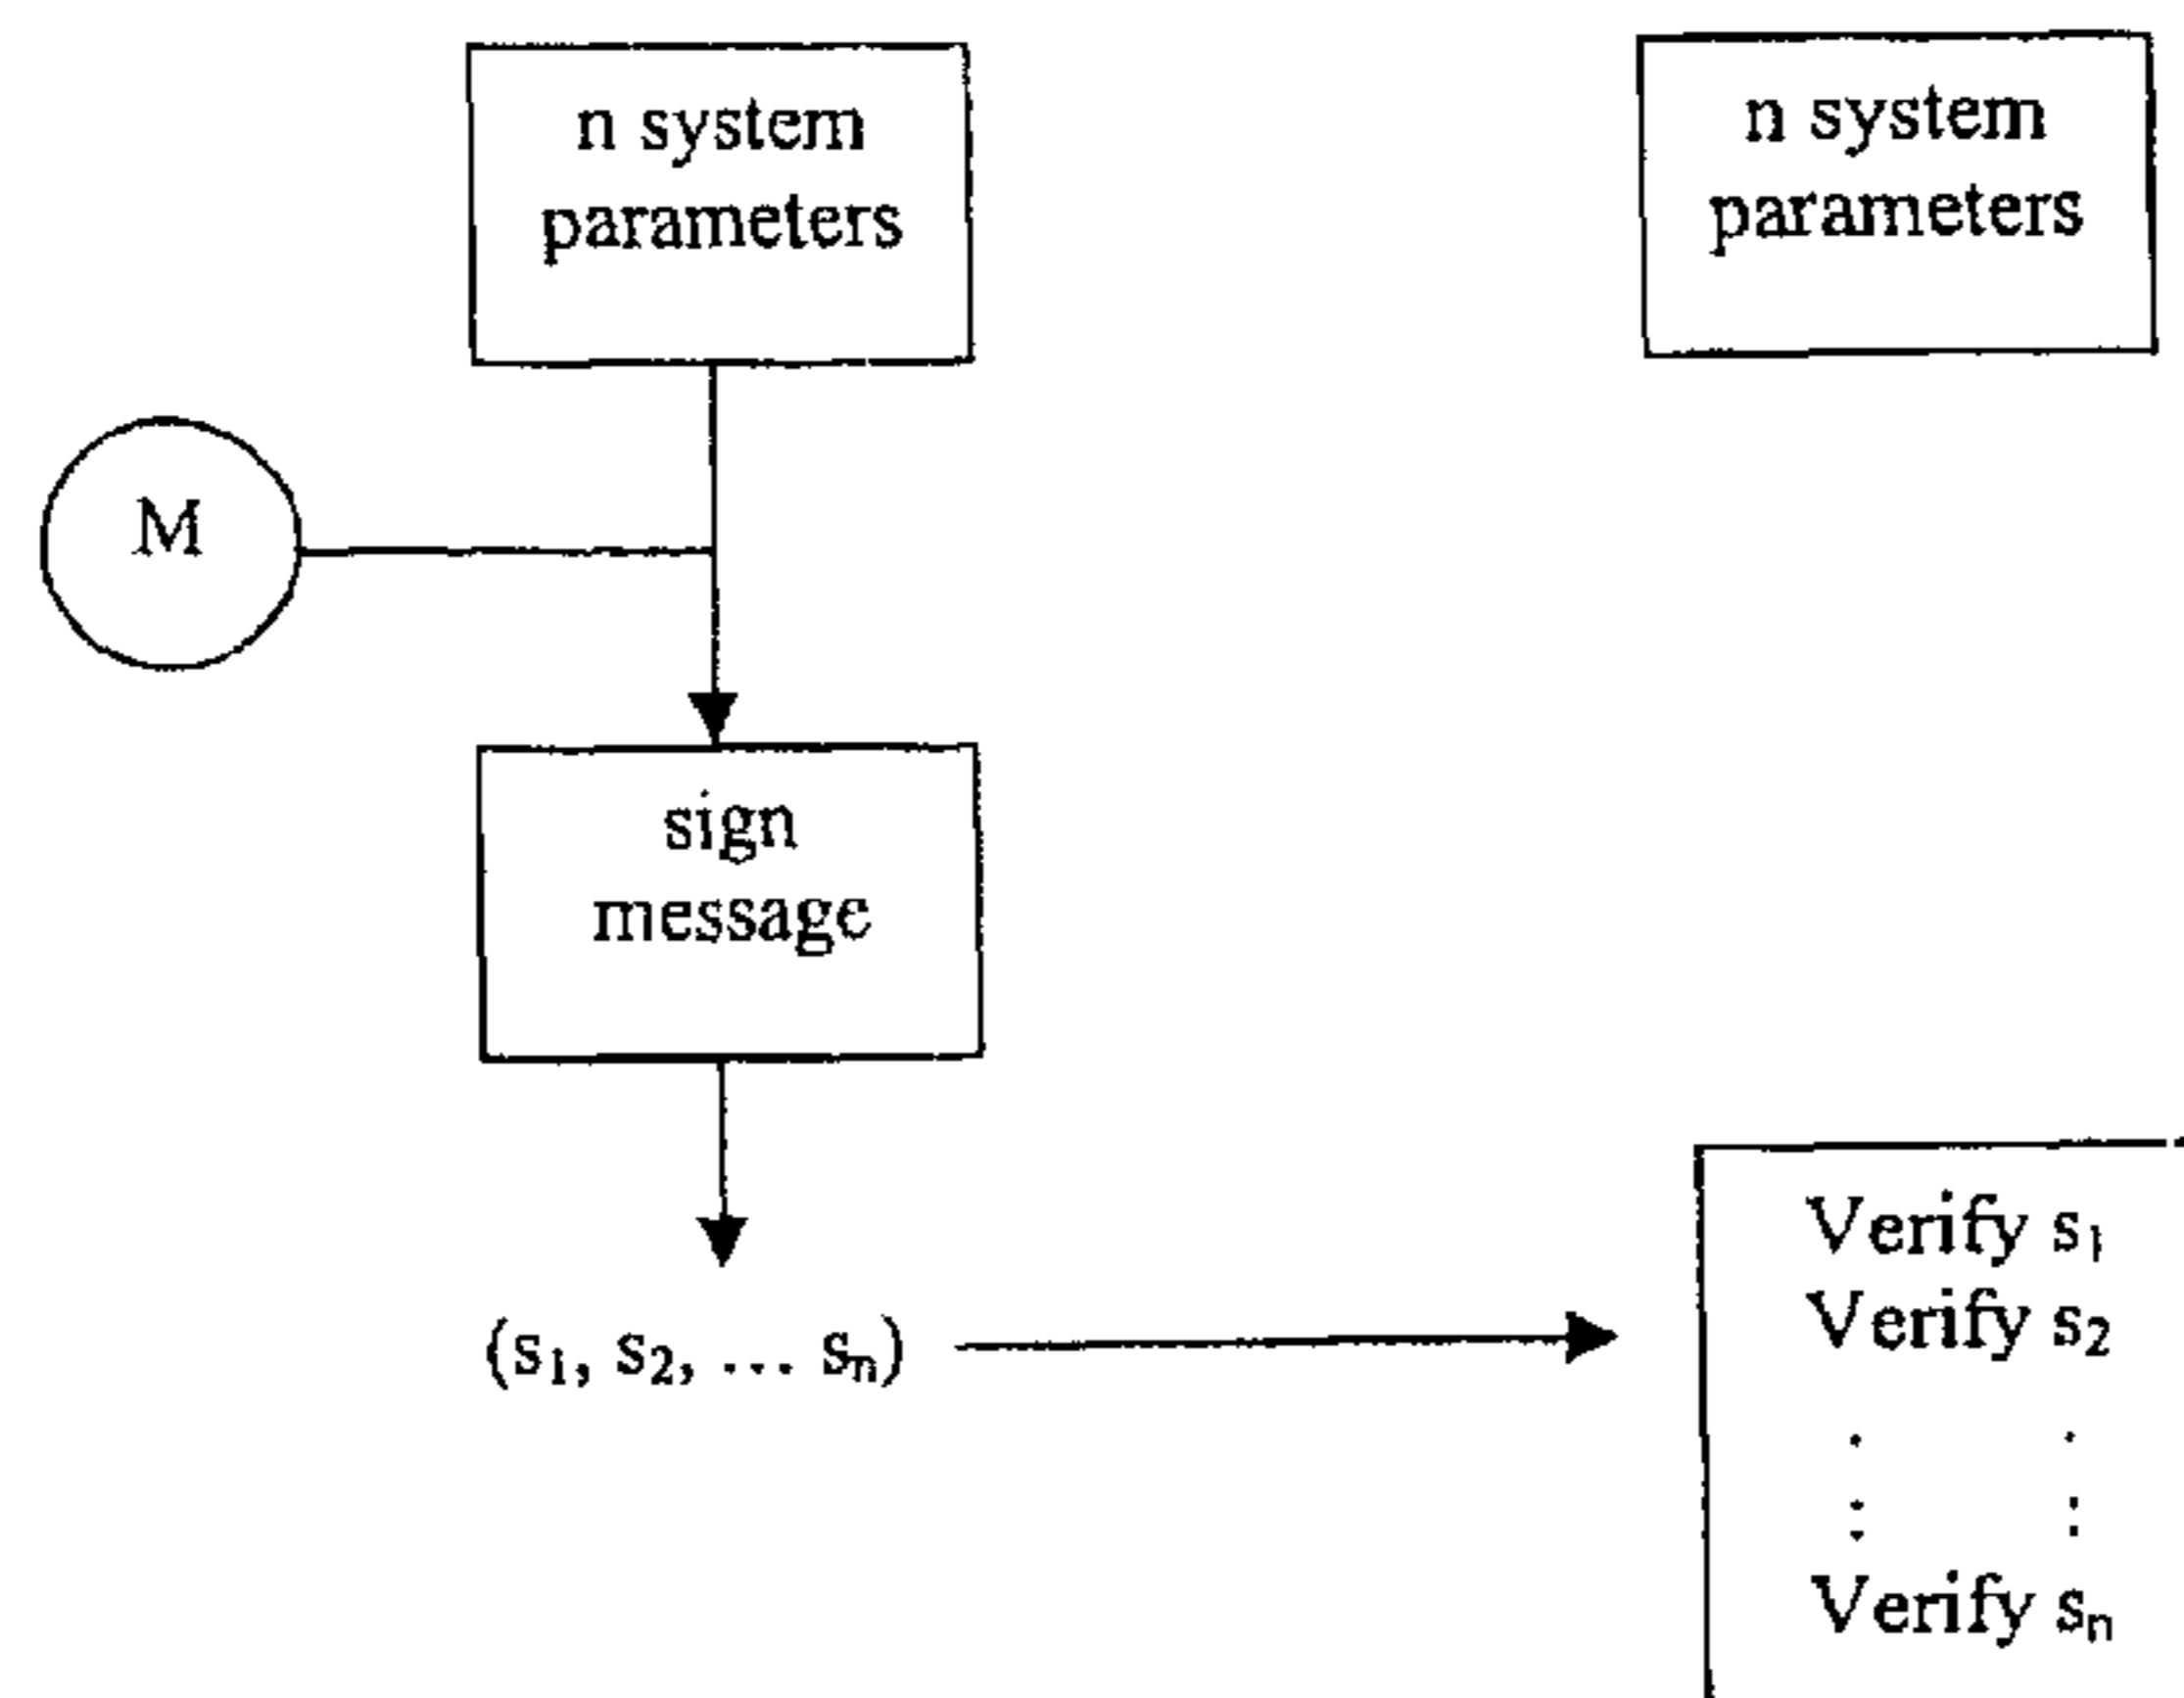 n system
parameters
n system
parameters
M
sign
message
(s₁, s₂, ... sₙ)
Verify s₁
Verify s₂
. .
. .
. .
Verify sₙ